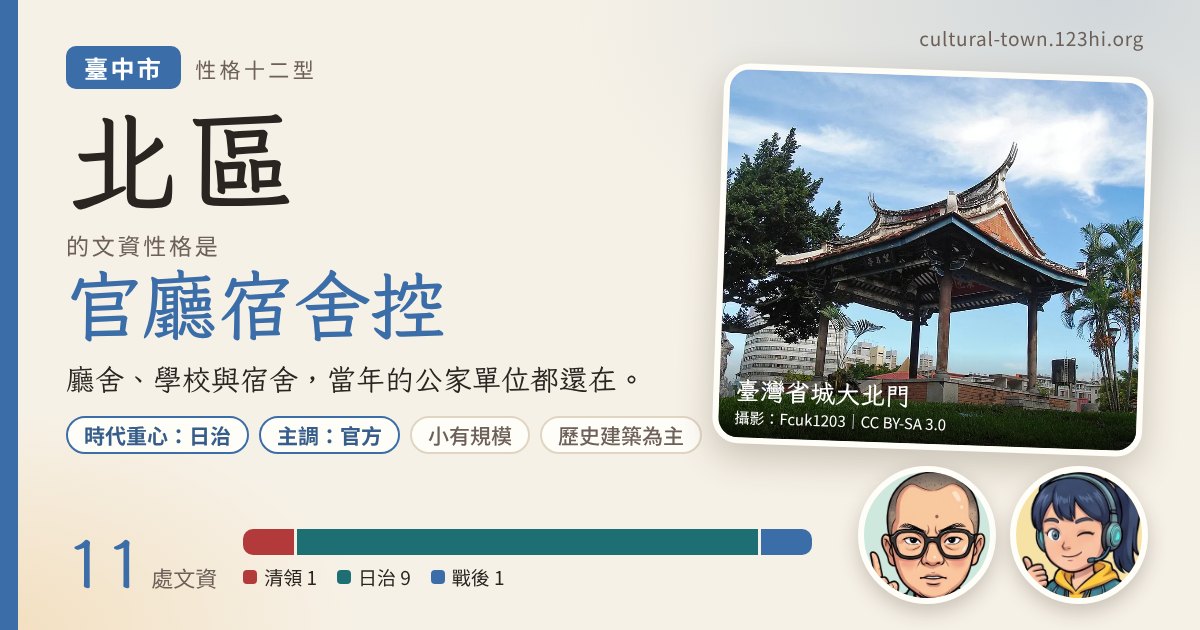 cultural-town.123hi.org
臺中市 性格十二型
北區
的文資性格是
官廳宿舍控
廳舍、學校與宿舍，當年的公家單位都還在。
時代重心：日治 主調：官方 小有規模 歷史建築為主
臺灣省城大北門
攝影：Fcuk1203｜CC BY-SA 3.0
11 處文資
清領 1 日治 9 戰後 1